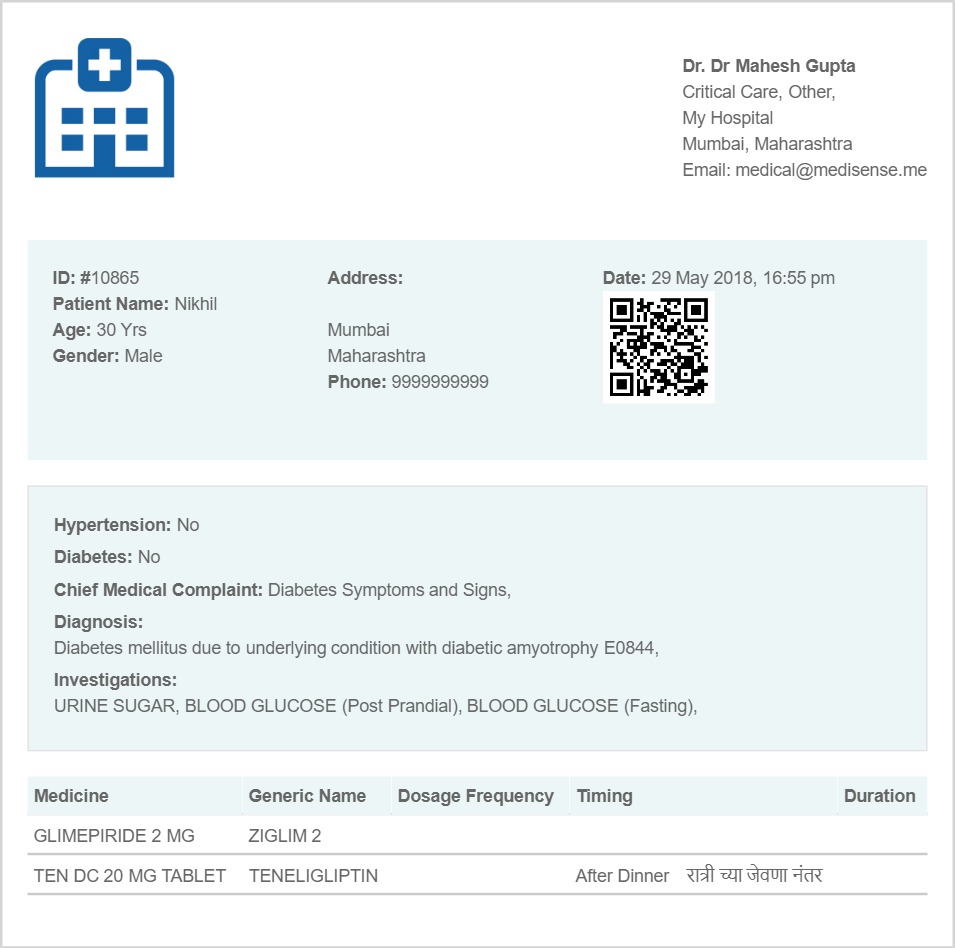 Dr. Dr Mahesh Gupta
Critical Care, Other,
My Hospital
Mumbai, Maharashtra
Email: medical@medisense.me
ID: #10865
Patient Name: Nikhil
Age: 30 Yrs
Gender: Male
Address:
Mumbai
Maharashtra
Phone: 9999999999
Date: 29 May 2018, 16:55 pm
Hypertension: No
Diabetes: No
Chief Medical Complaint: Diabetes Symptoms and Signs,
Diagnosis:
Diabetes mellitus due to underlying condition with diabetic amyotrophy E0844,
Investigations:
URINE SUGAR, BLOOD GLUCOSE (Post Prandial), BLOOD GLUCOSE (Fasting),
Medicine Generic Name Dosage Frequency Timing Duration
GLIMEPIRIDE 2 MG ZIGLIM 2
TEN DC 20 MG TABLET TENELIGLIPTIN After Dinner रात्री च्या जेवणा नंतर